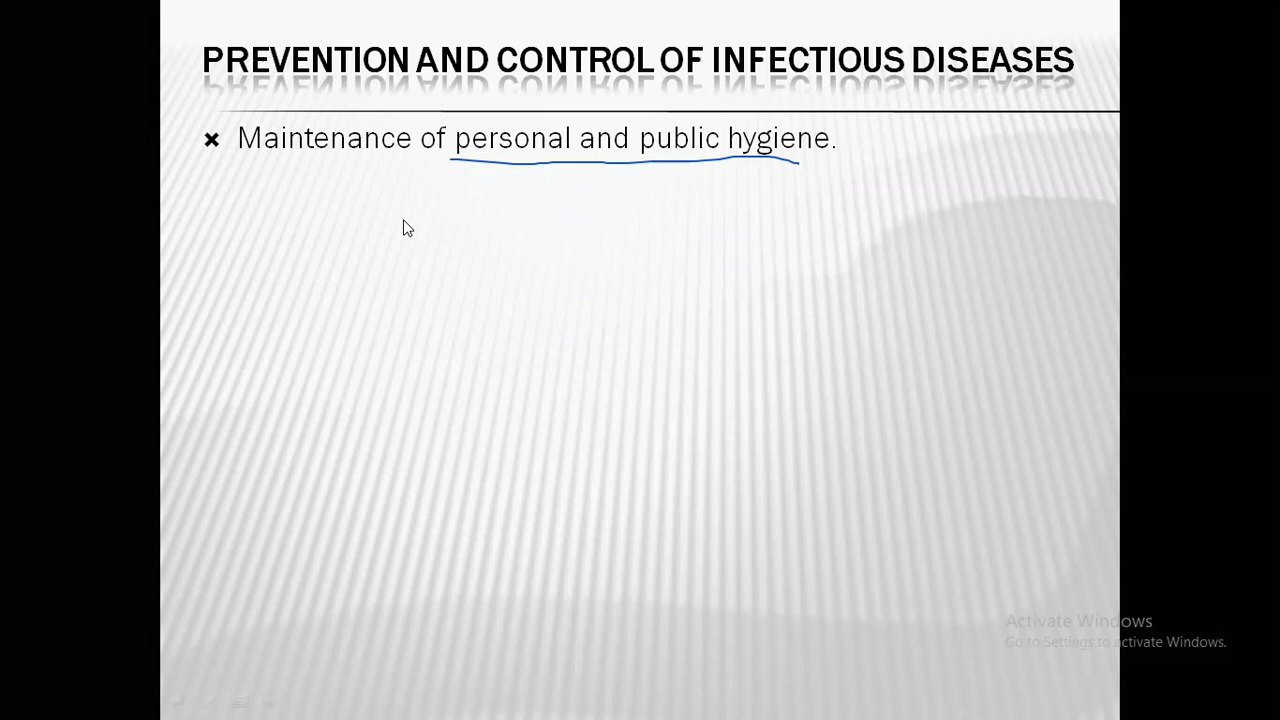 PREVENTION AND CONTROL OF INFECTIOUS DISEASES
× Maintenance of personal and public hygiene.
Activate Windows
Go to Settings to activate Windows.